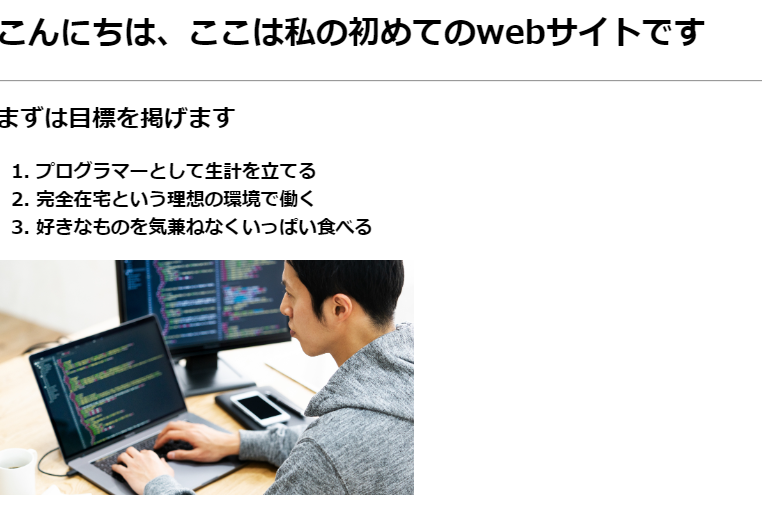 こんにちは、ここは私の初めてのwebサイトです
まずは目標を掲げます
1. プログラマーとして生計を立てる
2. 完全在宅という理想の環境で働く
3. 好きなものを気兼ねなくいっぱい食べる